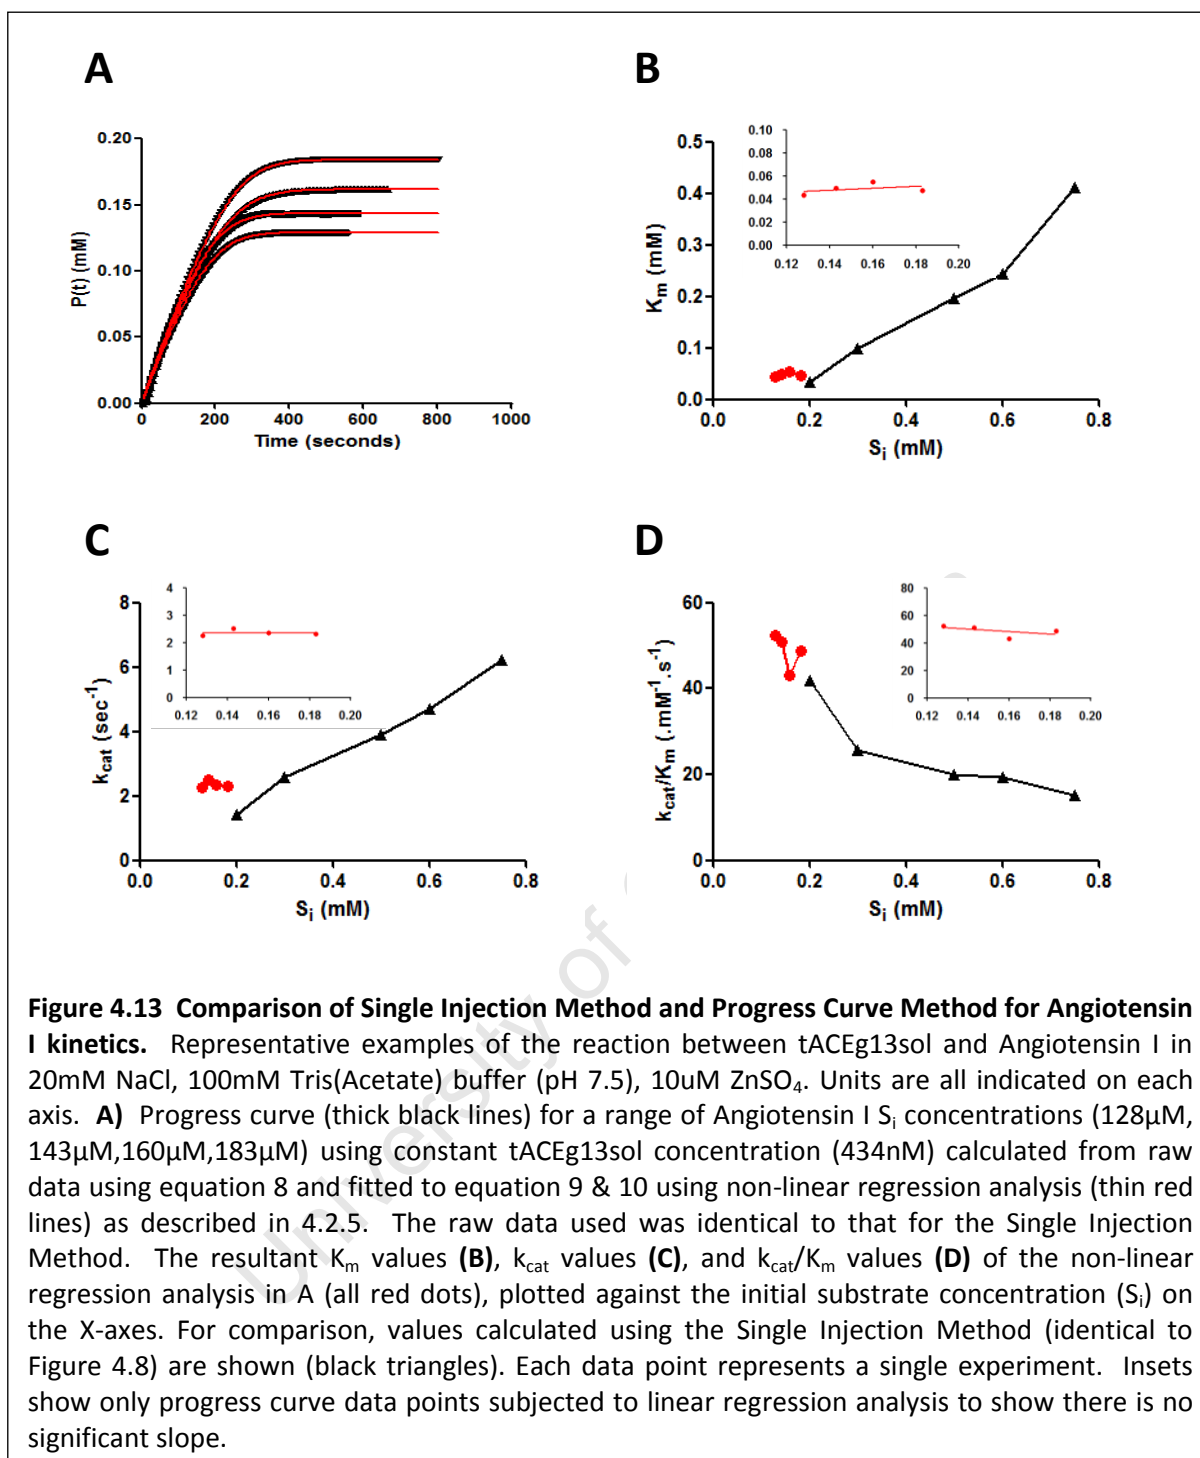 A
B
0.20
0.15
0.10
0.05
0.00
P(t) (mM)
0 200 400 600 800 1000
Time (seconds)
0.5
0.4
0.3
0.2
0.1
0.0
Km (mM)
0.0 0.2 0.4 0.6 0.8
Si (mM)
0.10
0.08
0.06
0.04
0.02
0.00
0.12 0.14 0.16 0.18 0.20
C
D
8
6
4
2
0
kcat (sec-1)
0.0 0.2 0.4 0.6 0.8
Si (mM)
4
3
2
1
0
0.12 0.14 0.16 0.18 0.20
60
40
20
0
kcat/Km (.mM-1.s-1)
0.0 0.2 0.4 0.6 0.8
Si (mM)
80
60
40
20
0
0.12 0.14 0.16 0.18 0.20
University of
Figure 4.13 Comparison of Single Injection Method and Progress Curve Method for Angiotensin
I kinetics. Representative examples of the reaction between tACEg13sol and Angiotensin I in
20mM NaCl, 100mM Tris(Acetate) buffer (pH 7.5), 10uM ZnSO4. Units are all indicated on each
axis. A) Progress curve (thick black lines) for a range of Angiotensin I Si concentrations (128µM,
143µM,160µM,183µM) using constant tACEg13sol concentration (434nM) calculated from raw
data using equation 8 and fitted to equation 9 & 10 using non-linear regression analysis (thin red
lines) as described in 4.2.5. The raw data used was identical to that for the Single Injection
Method. The resultant Km values (B), kcat values (C), and kcat/Km values (D) of the non-linear
regression analysis in A (all red dots), plotted against the initial substrate concentration (Si) on
the X-axes. For comparison, values calculated using the Single Injection Method (identical to
Figure 4.8) are shown (black triangles). Each data point represents a single experiment. Insets
show only progress curve data points subjected to linear regression analysis to show there is no
significant slope.